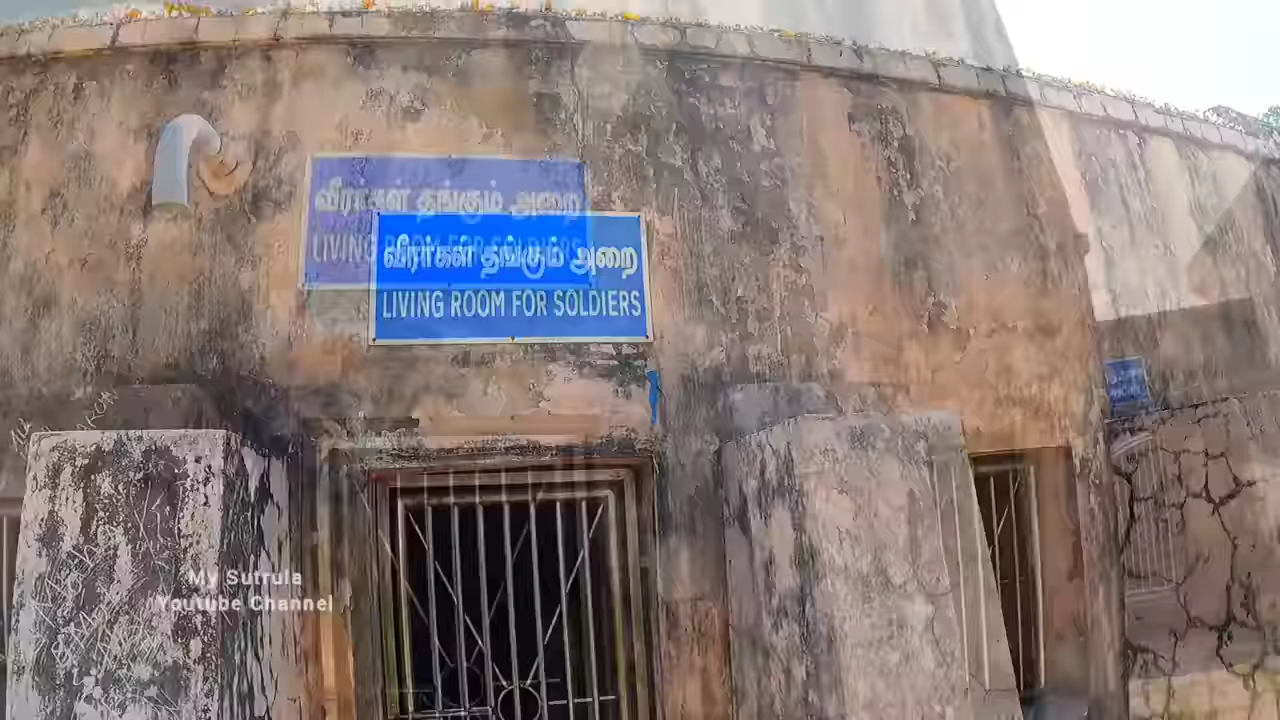 வீரர்கள் தங்கும் அறை
LIVING ROOM FOR SOLDIERS
வீரர்கள் தங்கும் அறை
LIVING ROOM FOR SOLDIERS
My Sutrula
Youtube Channel